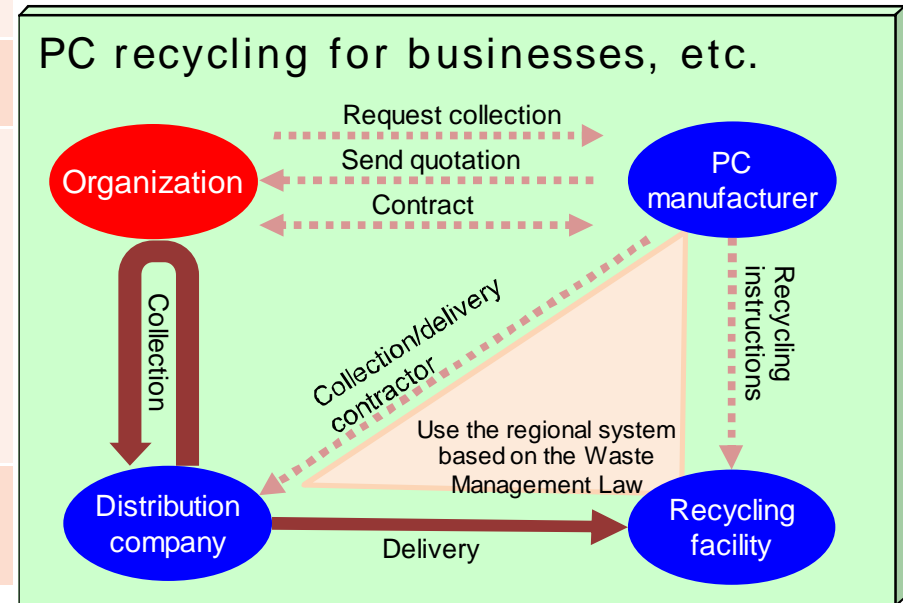 PC recycling for businesses, etc.
Request collection
Organization
Send quotation
PC
manufacturer
Contract
Collection
Collection/delivery
contractor
Recycling
instructions
Use the regional system
based on the Waste
Management Law
Distribution
company
Delivery
Recycling
facility